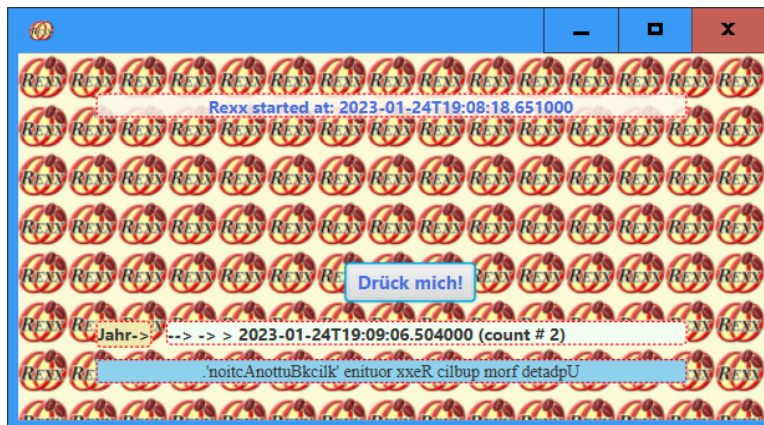 Rexx started at: 2023-01-24T19:08:18.651000
Drück mich!
Jahr-> --> -> > 2023-01-24T19:09:06.504000 (count # 2)
.'noitcAnottuBkcilk' enituor xxeR cilbup morf detadpU